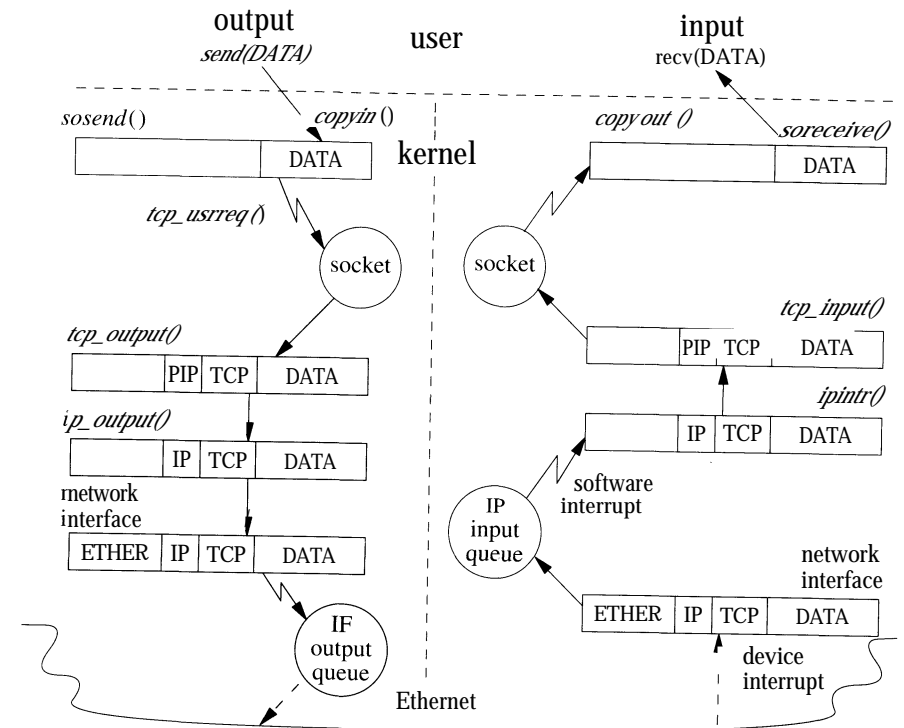 output
send(DATA)
user
input
recv(DATA)
sosend()
copyin ()
DATA
kernel
copy out ()
soreceive()
DATA
tcp_usrreq ()
socket
socket
tcp_output()
PIP TCP DATA
tcp_input()
PIP TCP DATA
ip_output()
IP TCP DATA
ipintr()
IP TCP DATA
network
interface
ETHER IP TCP DATA
software
interrupt
IP
input
queue
network
interface
ETHER IP TCP DATA
IF
output
queue
device
interrupt
Ethernet